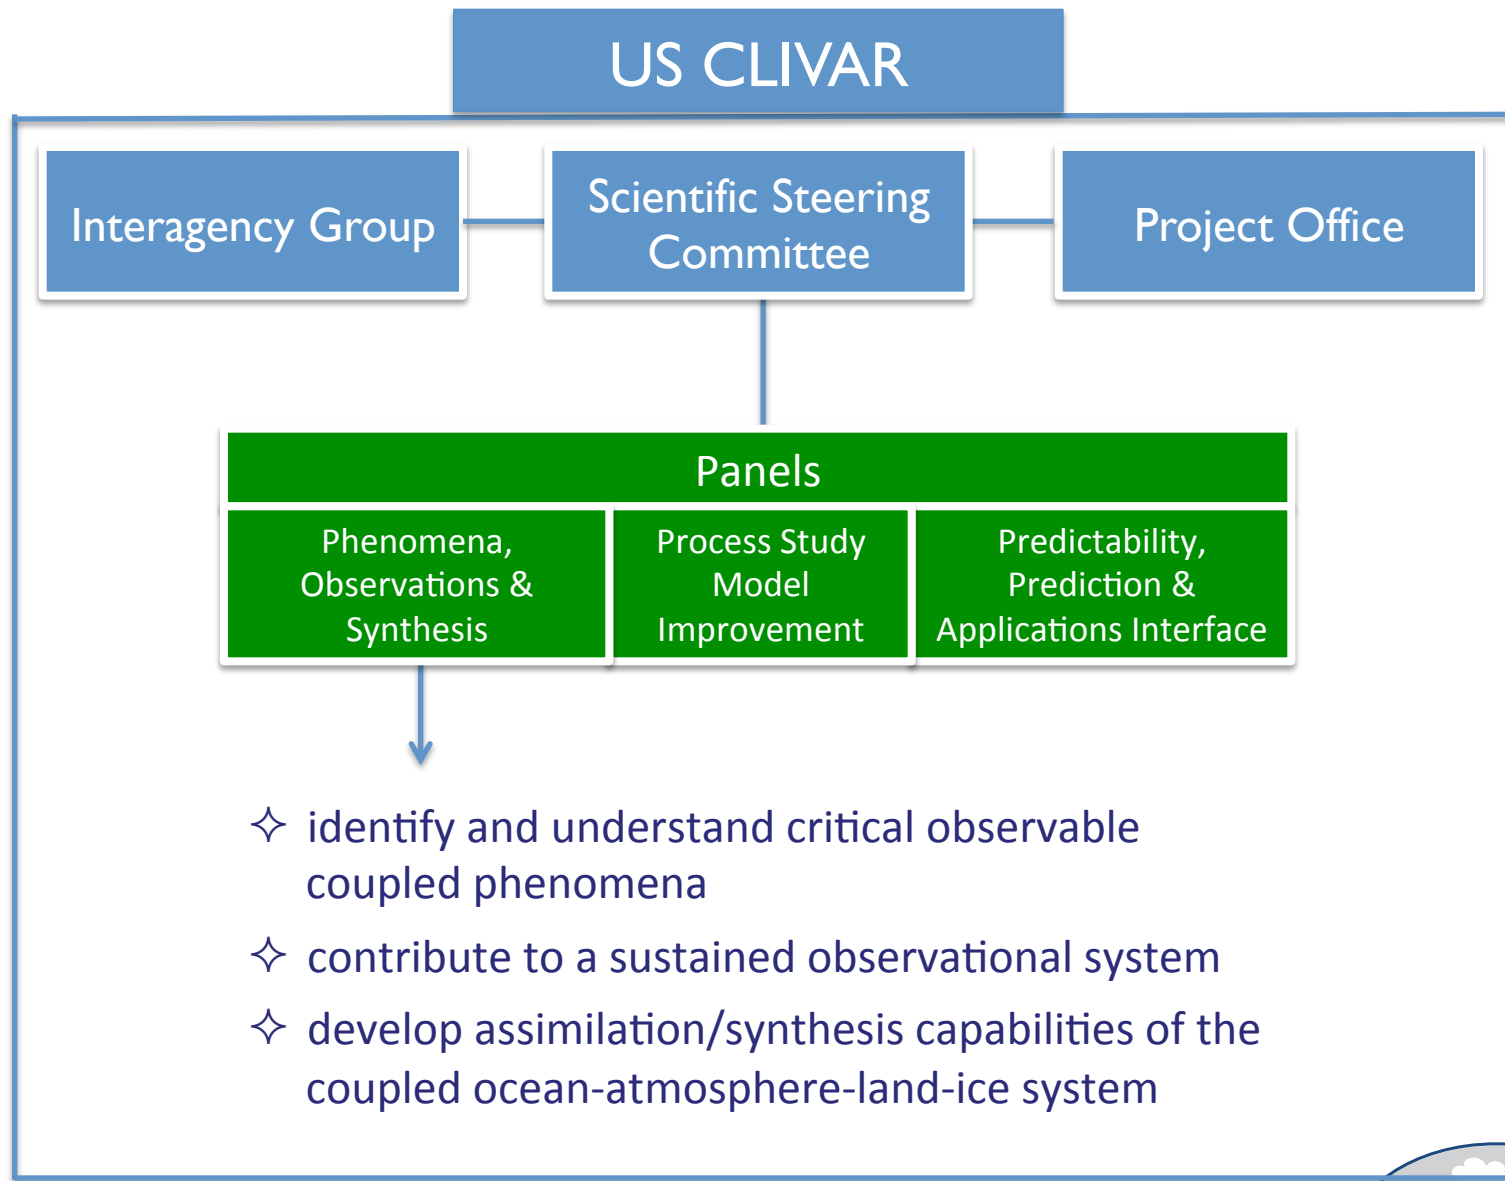 US CLIVAR
Interagency Group
Scientific Steering
Committee
Project Office
Panels
Phenomena,
Observations &
Synthesis
Process Study
Model
Improvement
Predictability,
Prediction &
Applications Interface
✧ identify and understand critical observable
coupled phenomena
✧ contribute to a sustained observational system
✧ develop assimilation/synthesis capabilities of the
coupled ocean-atmosphere-land-ice system